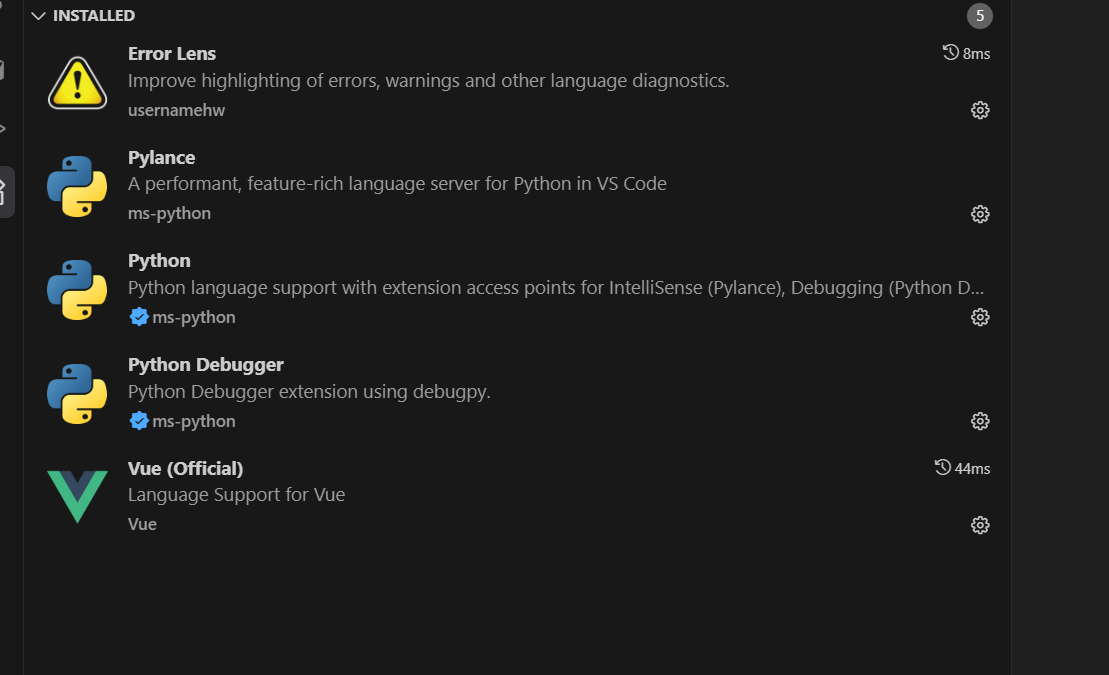 INSTALLED 5
Error Lens 8ms
Improve highlighting of errors, warnings and other language diagnostics.
usernamehw
Pylance
A performant, feature-rich language server for Python in VS Code
ms-python
Python
Python language support with extension access points for IntelliSense (Pylance), Debugging (Python D...
ms-python
Python Debugger
Python Debugger extension using debugpy.
ms-python
Vue (Official) 44ms
Language Support for Vue
Vue